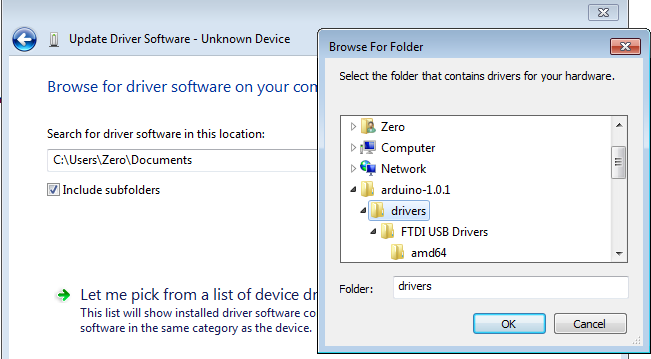 Update Driver Software - Unknown Device
Browse for driver software on your com
Search for driver software in this location:
C:\Users\Zero\Documents
Include subfolders
Let me pick from a list of device dr
This list will show installed driver software co
software in the same category as the device.
Browse For Folder
Select the folder that contains drivers for your hardware.
Zero
Computer
Network
arduino-1.0.1
drivers
FTDI USB Drivers
amd64
Folder: drivers
OK Cancel